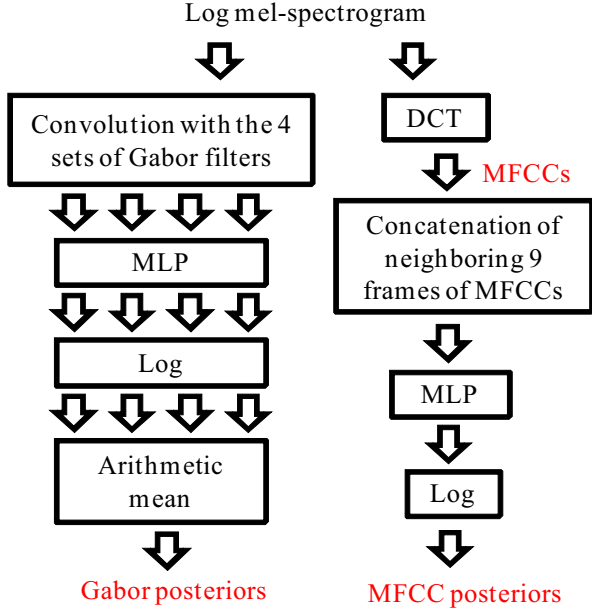 Log mel-spectrogram
Convolution with the 4
sets of Gabor filters
MLP
Log
Arithmetic
mean
Gabor posteriors
DCT
MFCCs
Concatenation of
neighboring 9
frames of MFCCs
MLP
Log
MFCC posteriors